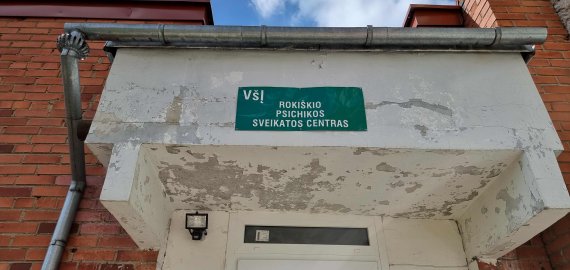 VšĮ
ROKIŠKIO
PSICHIKOS
SVEIKATOS CENTRAS